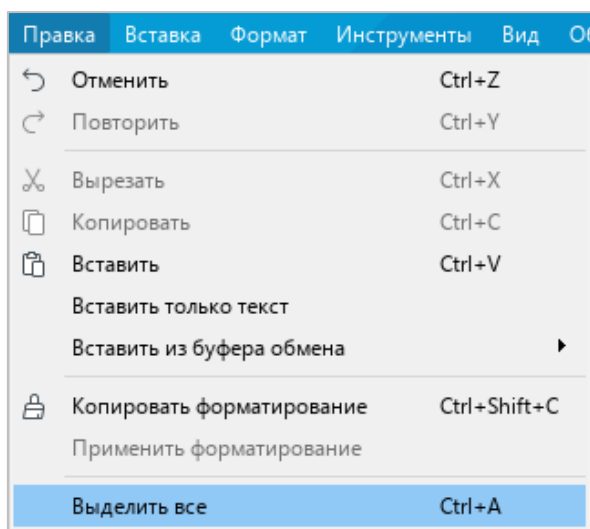 Правка Вставка Формат Инструменты Вид
Отменить Ctrl+Z
Повторить Ctrl+Y
Вырезать Ctrl+X
Копировать Ctrl+C
Вставить Ctrl+V
Вставить только текст
Вставить из буфера обмена
Копировать форматирование Ctrl+Shift+C
Применить форматирование
Выделить все Ctrl+A